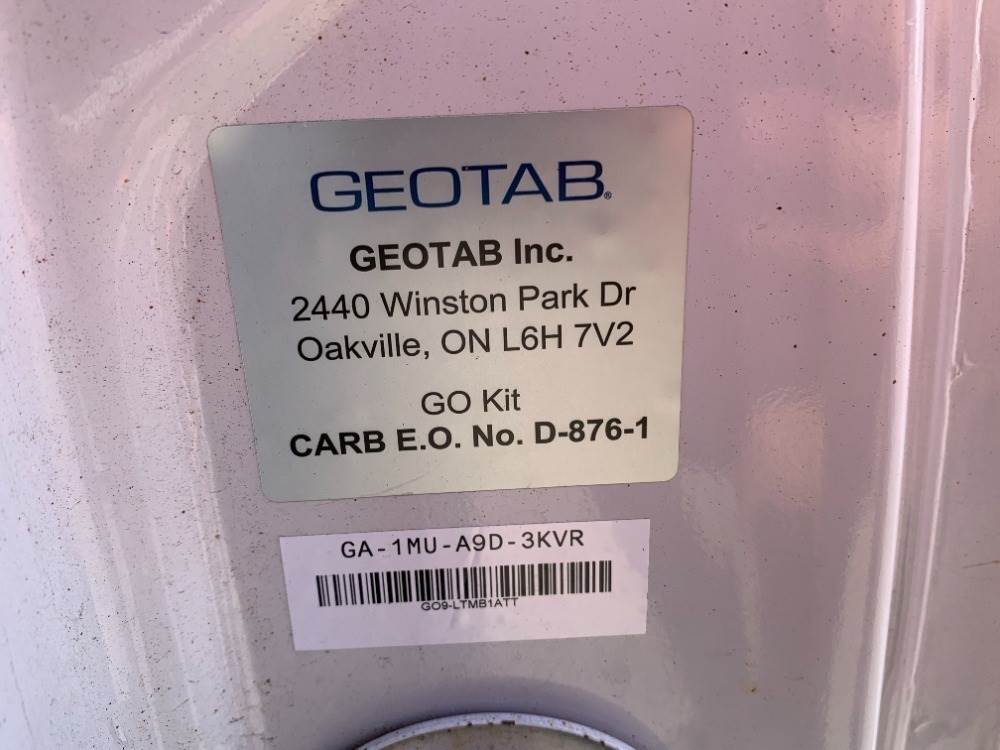 GEOTAB®
GEOTAB Inc.
2440 Winston Park Dr
Oakville, ON L6H 7V2
GO Kit
CARB E.O. No. D-876-1
GA-1MU-A9D-3KVR
GO9-LTMB1ATT